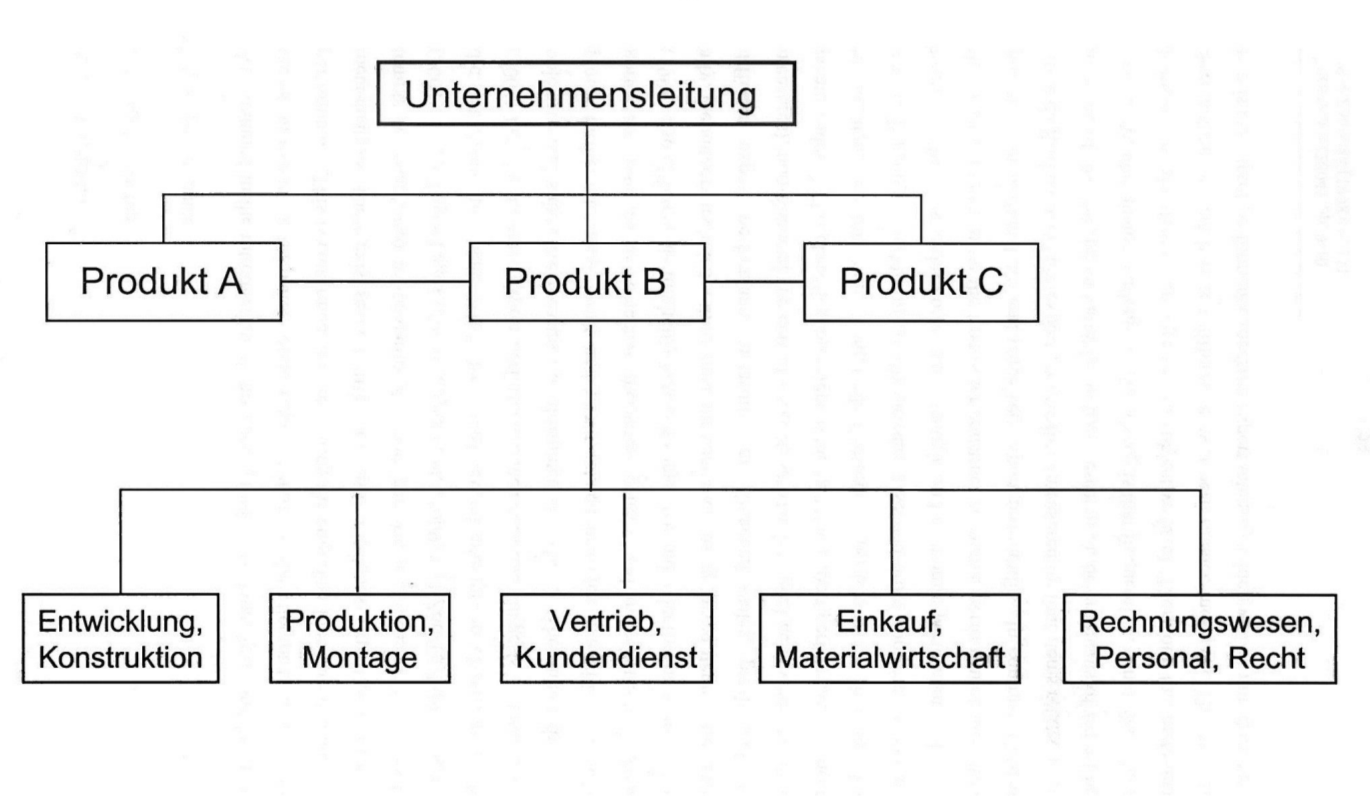 Unternehmensleitung
Produkt A
Produkt B
Produkt C
Entwicklung,
Konstruktion
Produktion,
Montage
Vertrieb,
Kundendienst
Einkauf,
Materialwirtschaft
Rechnungswesen,
Personal, Recht